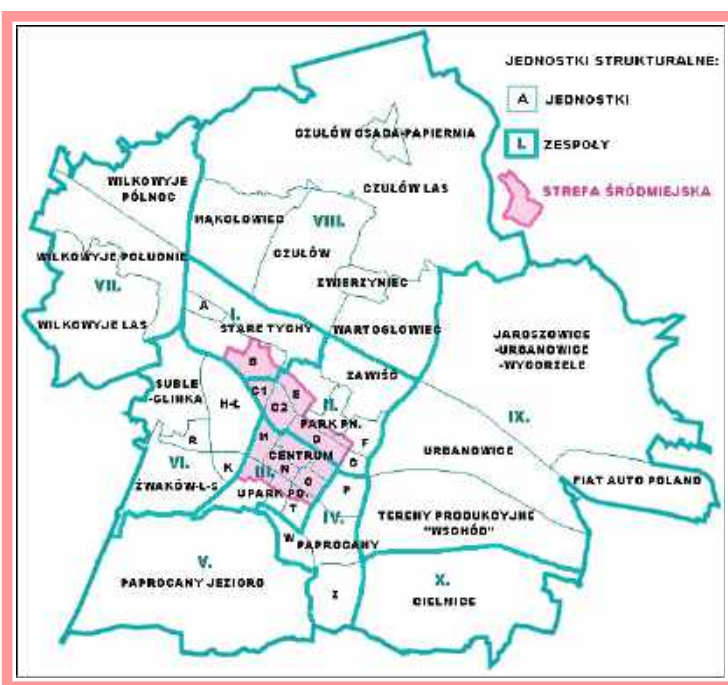 JEDNOSTKI STRUKTURALNE:
A JEDNOSTKI
I. ZESPOŁY
STREFA ŚRÓDMIEJSKA
CZUŁÓW OSADA-PAPIERNIA
WILKOWYJE
PÓŁNOC
CZUŁÓW LAS
MĄKOŁOWIEC
VIII.
CZUŁÓW
WILKOWYJE POŁUDNIE
VII.
ZWIERZYNIEC
A
I.
WILKOWYJE LAS
STARE TYCHY
WARTOGŁOWIEC
JAROSZOWICE
-URBANOWICE
-WYGORZELE
B
ZAWIŚĆ
SUBLE
-GLINKA
H-Ł
C1
E
C2
II.
PARK PN.
IX.
R
M
D
F
URBANOWICE
CENTRUM
G
VI.
K
III.
N
O
P
FIAT AUTO POLAND
ŻWAKÓW-Ł-S
U
PARK PD.
T
IV.
TERENY PRODUKCYJNE
"WSCHÓD"
W
PAPROCANY
V.
PAPROCANY JEZIORO
X.
CIELMICE
Z